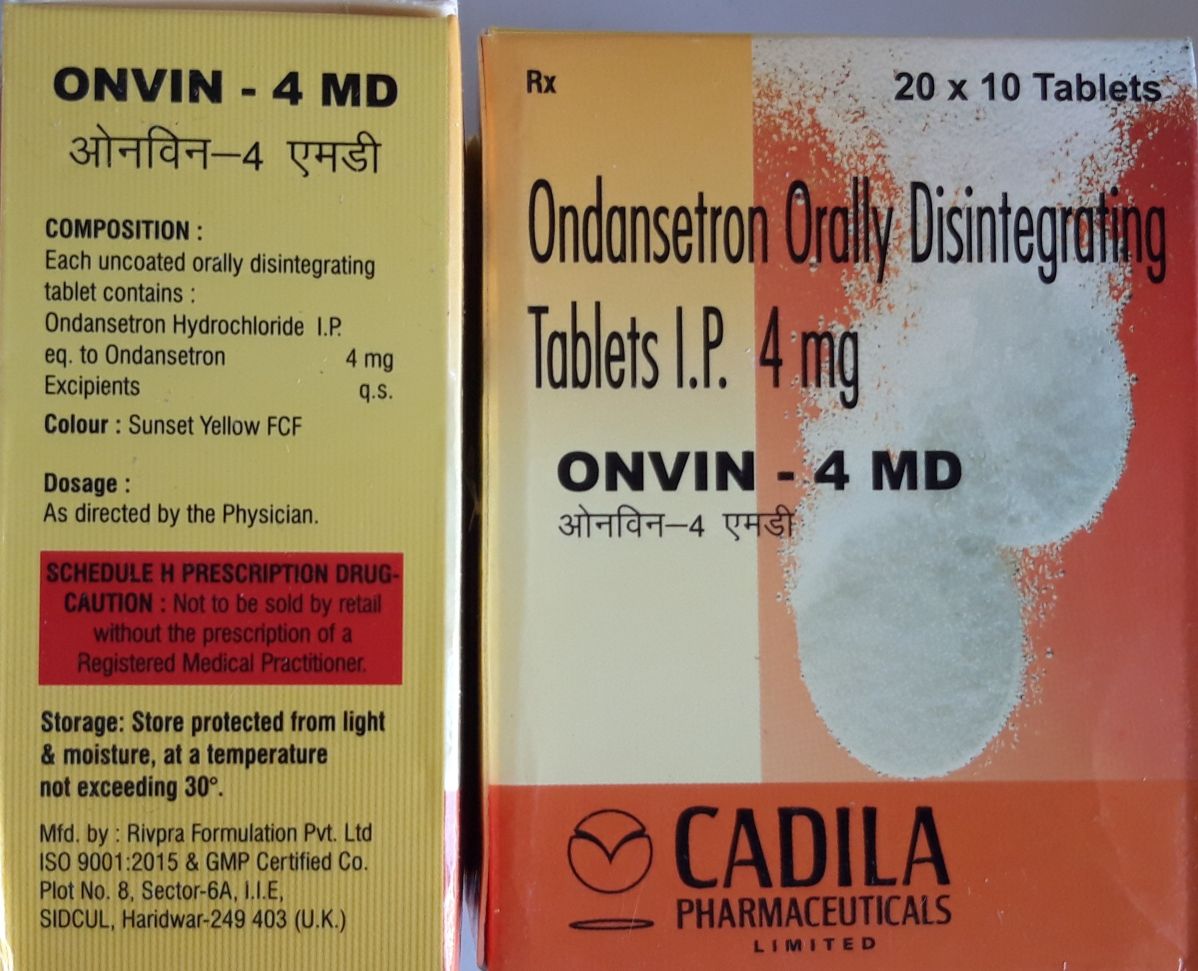 ONVIN - 4 MD
ओनविन–4 एमडी
COMPOSITION :
Each uncoated orally disintegrating
tablet contains :
Ondansetron Hydrochloride I.P.
eq. to Ondansetron 4 mg
Excipients q.s.
Colour : Sunset Yellow FCF
Dosage :
As directed by the Physician.
SCHEDULE H PRESCRIPTION DRUG-
CAUTION : Not to be sold by retail
without the prescription of a
Registered Medical Practitioner.
Storage: Store protected from light
& moisture, at a temperature
not exceeding 30°.
Mfd. by : Rivpra Formulation Pvt. Ltd
ISO 9001:2015 & GMP Certified Co.
Plot No. 8, Sector-6A, I.I.E,
SIDCUL, Haridwar-249 403 (U.K.)
Rx
20 x 10 Tablets
Ondansetron Orally Disintegrating
Tablets I.P. 4 mg
ONVIN - 4 MD
ओनविन–4 एमडी
CADILA
PHARMACEUTICALS
LIMITED